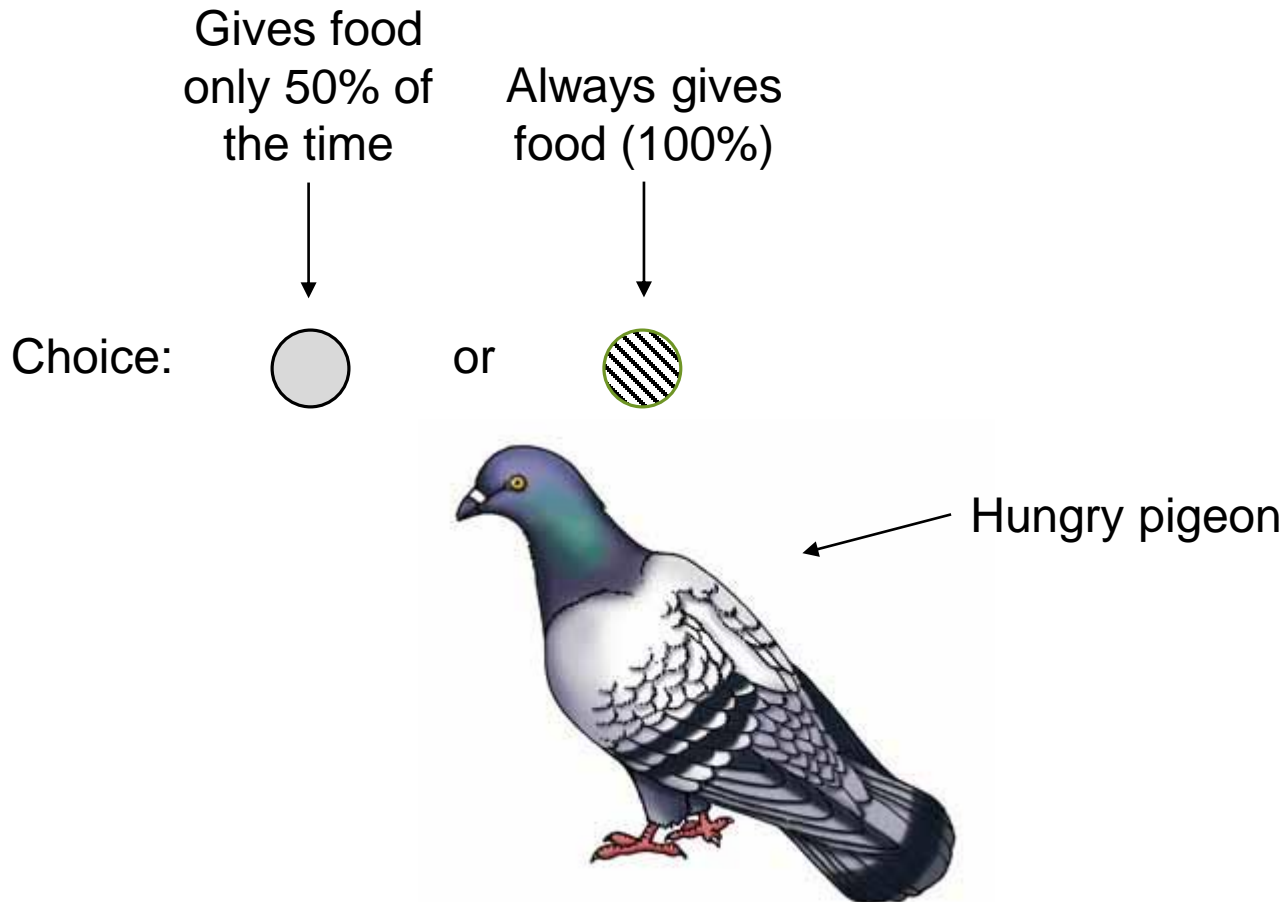 Gives food
only 50% of
the time
Always gives
food (100%)
Choice:
or
Hungry pigeon